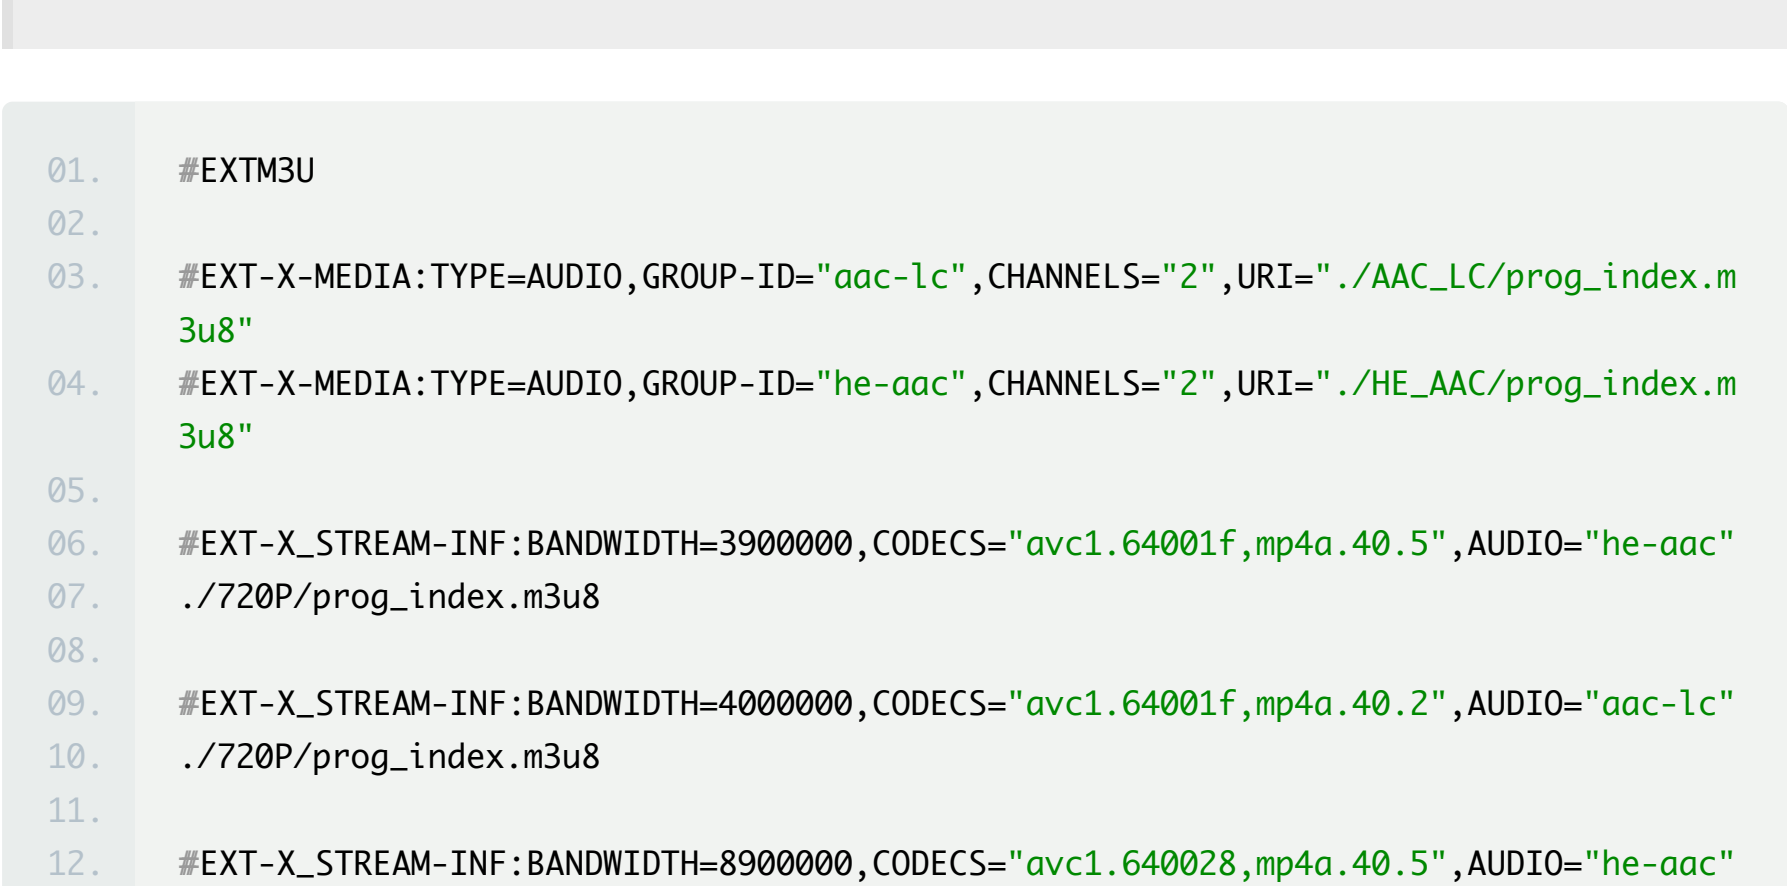 01. #EXTM3U
02.
03. #EXT-X-MEDIA:TYPE=AUDIO,GROUP-ID="aac-lc",CHANNELS="2",URI="./AAC_LC/prog_index.m
3u8"
04. #EXT-X-MEDIA:TYPE=AUDIO,GROUP-ID="he-aac",CHANNELS="2",URI="./HE_AAC/prog_index.m
3u8"
05.
06. #EXT-X_STREAM-INF:BANDWIDTH=3900000,CODECS="avc1.64001f,mp4a.40.5",AUDIO="he-aac"
07. ./720P/prog_index.m3u8
08.
09. #EXT-X_STREAM-INF:BANDWIDTH=4000000,CODECS="avc1.64001f,mp4a.40.2",AUDIO="aac-lc"
10. ./720P/prog_index.m3u8
11.
12. #EXT-X_STREAM-INF:BANDWIDTH=8900000,CODECS="avc1.640028,mp4a.40.5",AUDIO="he-aac"